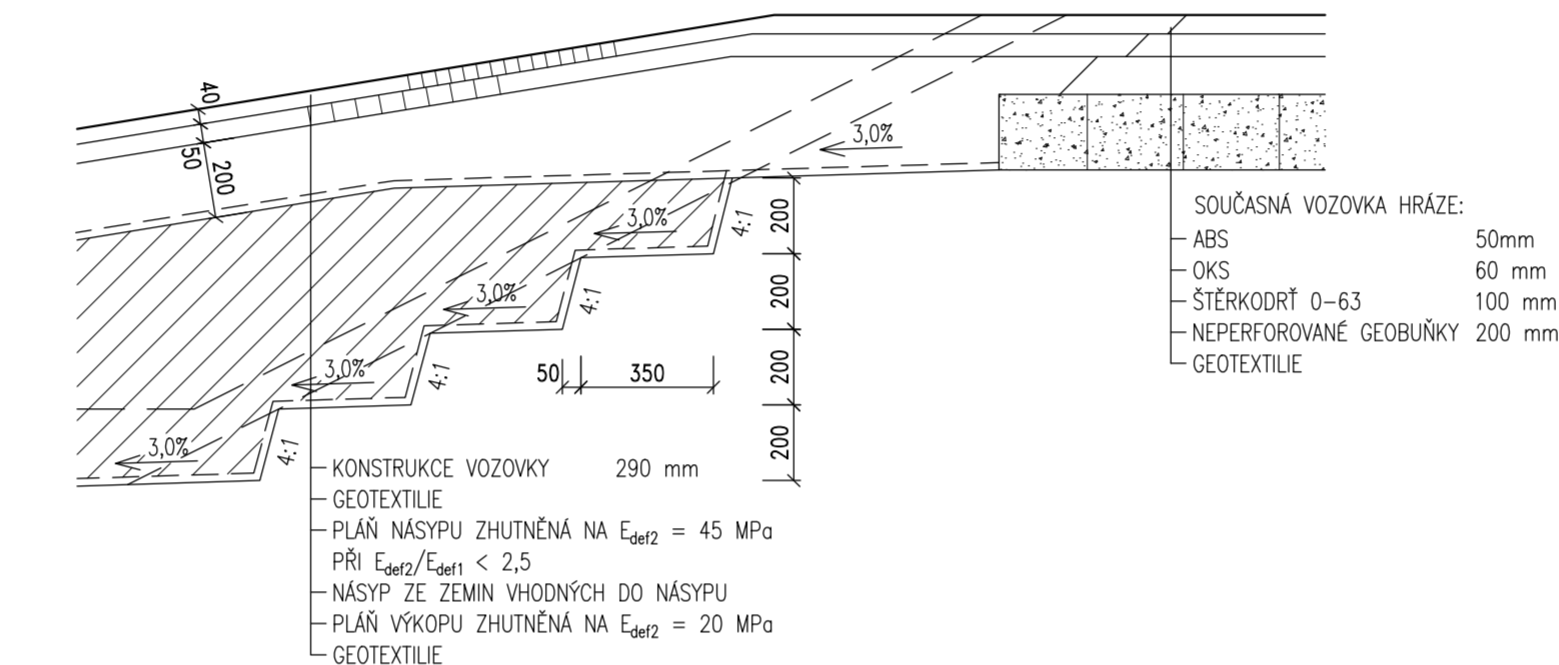 40
50
200
3,0%
3,0%
4:1
200
3,0%
4:1
200
3,0%
4:1
200
50
350
3,0%
4:1
200
SOUČASNÁ VOZOVKA HRÁZE:
ABS 50mm
OKS 60 mm
ŠTĚRKODRŤ 0-63 100 mm
NEPERFOROVANÉ GEOBUŇKY 200 mm
GEOTEXTILIE
KONSTRUKCE VOZOVKY 290 mm
GEOTEXTILIE
PLÁŇ NÁSYPU ZHUTNĚNÁ NA Edef2 = 45 MPa
PŘI Edef2/Edef1 < 2,5
NÁSYP ZE ZEMIN VHODNÝCH DO NÁSYPU
PLÁŇ VÝKOPU ZHUTNĚNÁ NA Edef2 = 20 MPa
GEOTEXTILIE